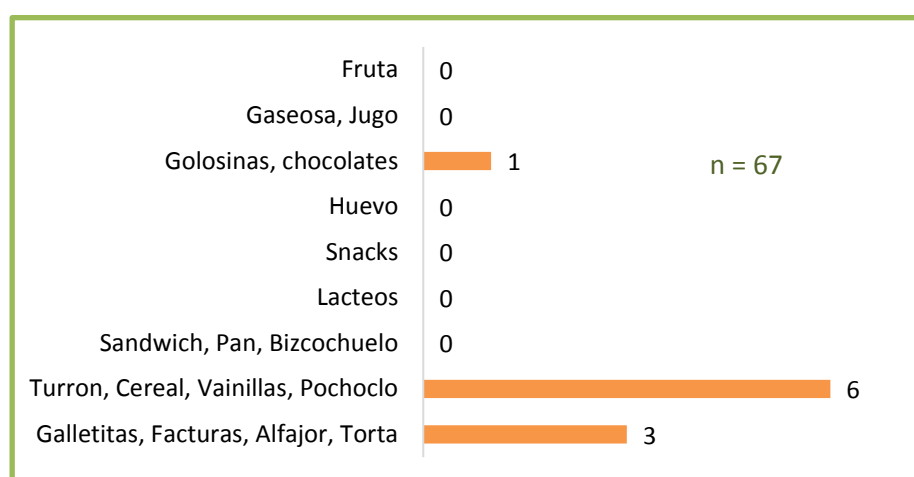 Fruta 0
Gaseosa, Jugo 0
Golosinas, chocolates 1
n = 67
Huevo 0
Snacks 0
Lacteos 0
Sandwich, Pan, Bizcochuelo 0
Turron, Cereal, Vainillas, Pochoclo 6
Galletitas, Facturas, Alfajor, Torta 3